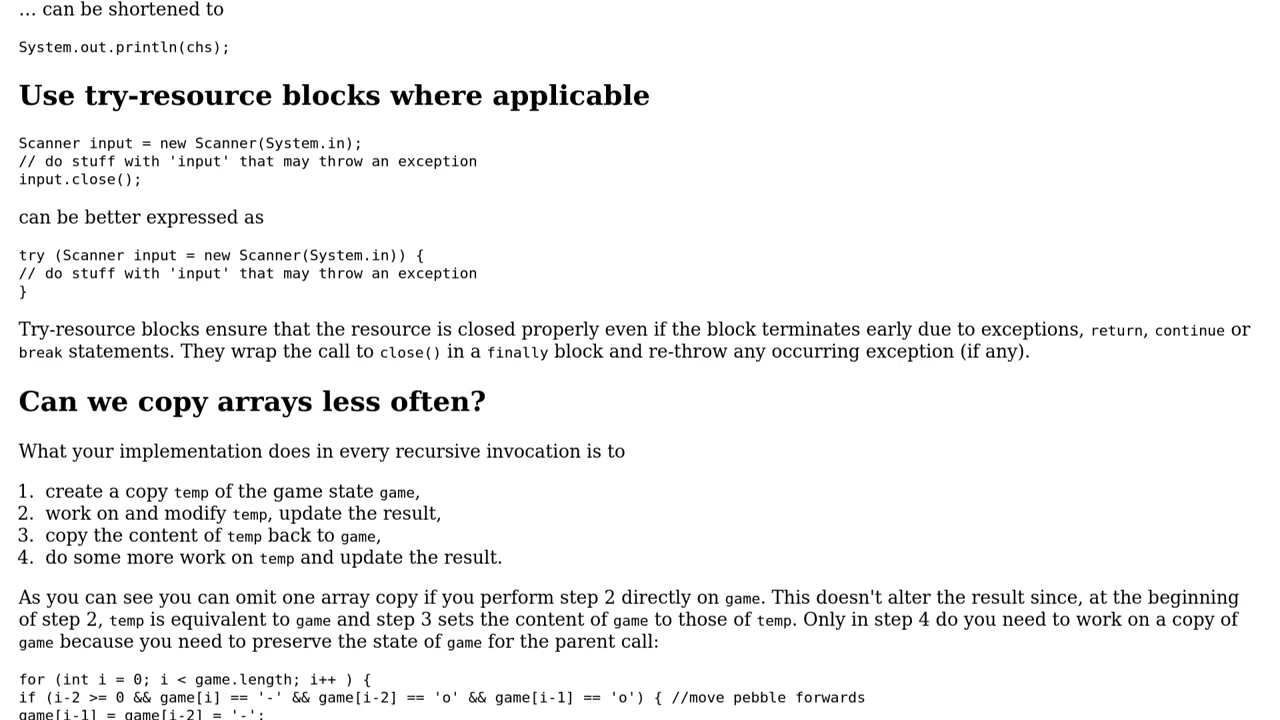 ... can be shortened to
System.out.println(chs);
Use try-resource blocks where applicable
Scanner input = new Scanner(System.in);
// do stuff with 'input' that may throw an exception
input.close();
can be better expressed as
try (Scanner input = new Scanner(System.in)) {
// do stuff with 'input' that may throw an exception
}
Try-resource blocks ensure that the resource is closed properly even if the block terminates early due to exceptions, return, continue or
break statements. They wrap the call to close() in a finally block and re-throw any occurring exception (if any).
Can we copy arrays less often?
What your implementation does in every recursive invocation is to
1. create a copy temp of the game state game,
2. work on and modify temp, update the result,
3. copy the content of temp back to game,
4. do some more work on temp and update the result.
As you can see you can omit one array copy if you perform step 2 directly on game. This doesn't alter the result since, at the beginning
of step 2, temp is equivalent to game and step 3 sets the content of game to those of temp. Only in step 4 do you need to work on a copy of
game because you need to preserve the state of game for the parent call:
for (int i = 0; i < game.length; i++ ) {
if (i-2 >= 0 && game[i] == '-' && game[i-2] == 'o' && game[i-1] == 'o') { //move pebble forwards
game[i-1] = game[i-2] = '-';